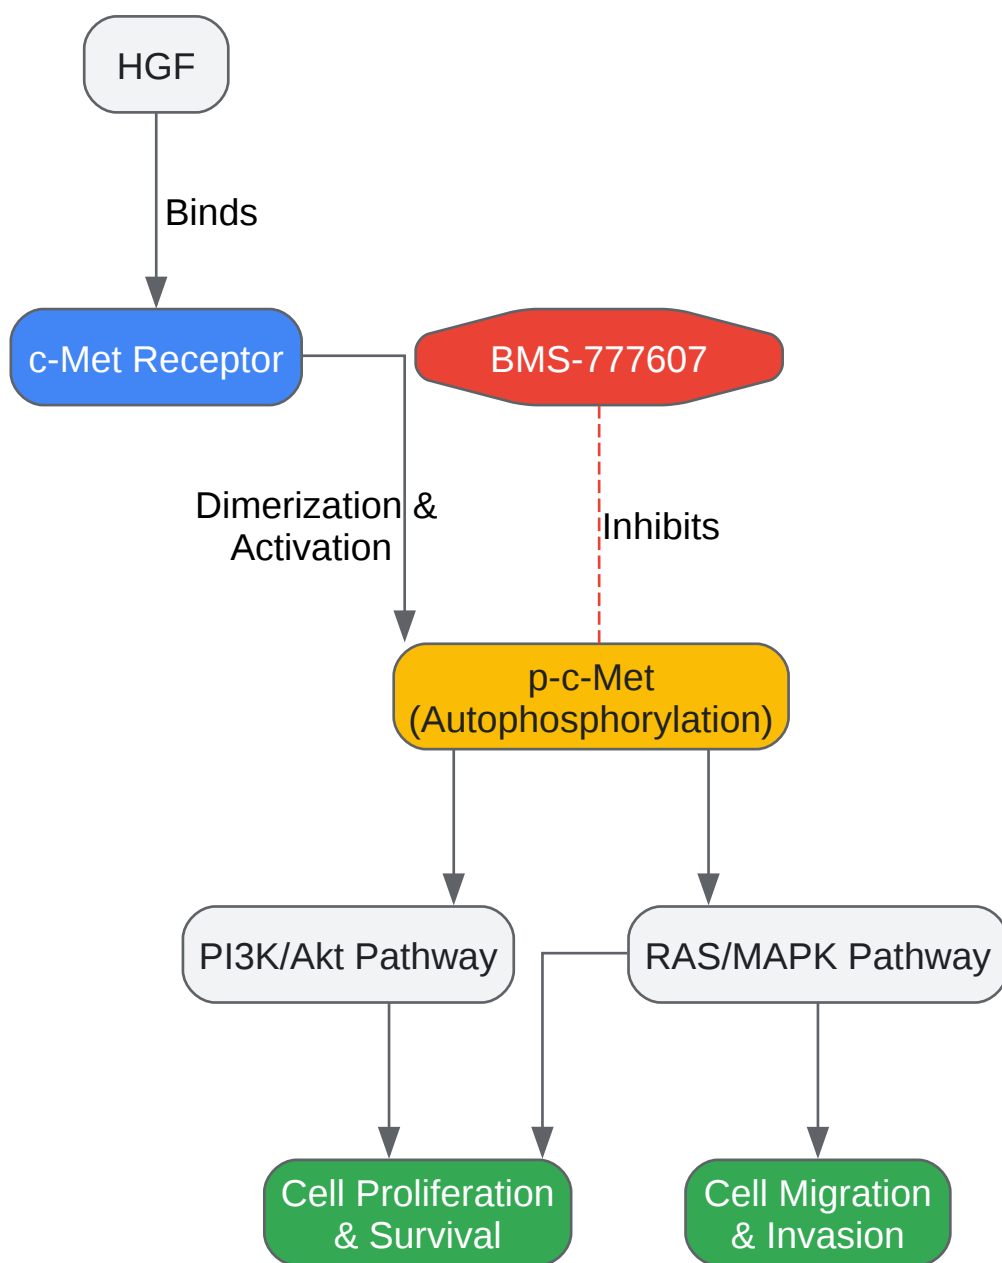 HGF
Binds
c-Met Receptor
BMS-777607
Dimerization &
Activation
Inhibits
p-c-Met
(Autophosphorylation)
PI3K/Akt Pathway
RAS/MAPK Pathway
Cell Proliferation
& Survival
Cell Migration
& Invasion